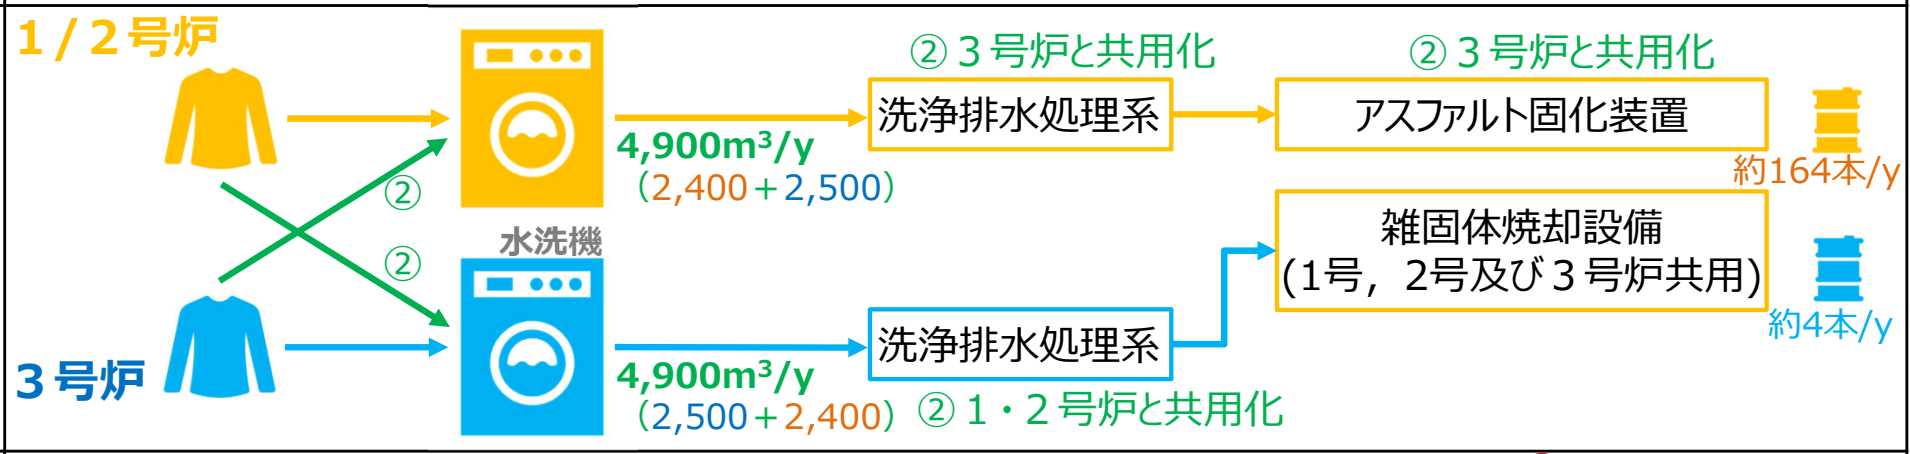 1/2号炉
②3号炉と共用化
②3号炉と共用化
洗浄排水処理系
アスファルト固化装置
4,900m³/y
(2,400+2,500)
約164本/y
②
水洗機
②
雑固体焼却設備
(1号,2号及び3号炉共用)
3号炉
洗浄排水処理系
約4本/y
4,900m³/y
(2,500+2,400)
②1・2号炉と共用化